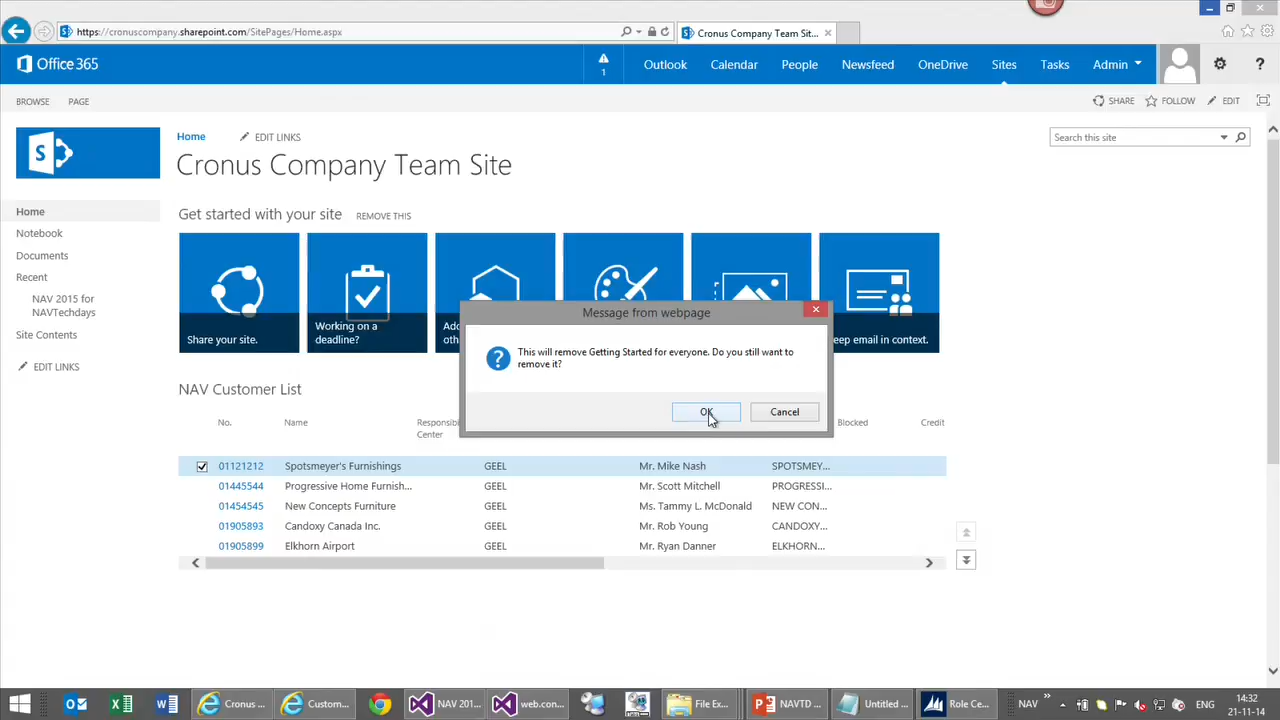 https://cronuscompany.sharepoint.com/SitePages/Home.aspx
Cronus Company Team Sit...
Office 365
1
Outlook
Calendar
People
Newsfeed
OneDrive
Sites
Tasks
Admin
?
BROWSE
PAGE
SHARE
FOLLOW
EDIT
S
Home
EDIT LINKS
Search this site
Cronus Company Team Site
Home
Notebook
Documents
Recent
NAV 2015 for
NAVTechdays
Site Contents
EDIT LINKS
Get started with your site
REMOVE THIS
Share your site.
Working on a
deadline?
eep email in context.
Message from webpage
This will remove Getting Started for everyone. Do you still want to
remove it?
OK
Cancel
NAV Customer List
No.
Name
Responsibi
Center
Blocked
Credit
01121212 Spotsmeyer's Furnishings GEEL Mr. Mike Nash SPOTSMEY...
01445544 Progressive Home Furnish... GEEL Mr. Scott Mitchell PROGRESSI...
01454545 New Concepts Furniture GEEL Ms. Tammy L. McDonald NEW CON...
01905893 Candoxy Canada Inc. GEEL Mr. Rob Young CANDOXY...
01905899 Elkhorn Airport GEEL Mr. Ryan Danner ELKHORN...
Cronus ...
Custom...
NAV 201...
web.con...
File Ex...
NAVTD ...
Untitled ...
Role Ce...
NAV
ENG
14:32
21-11-14